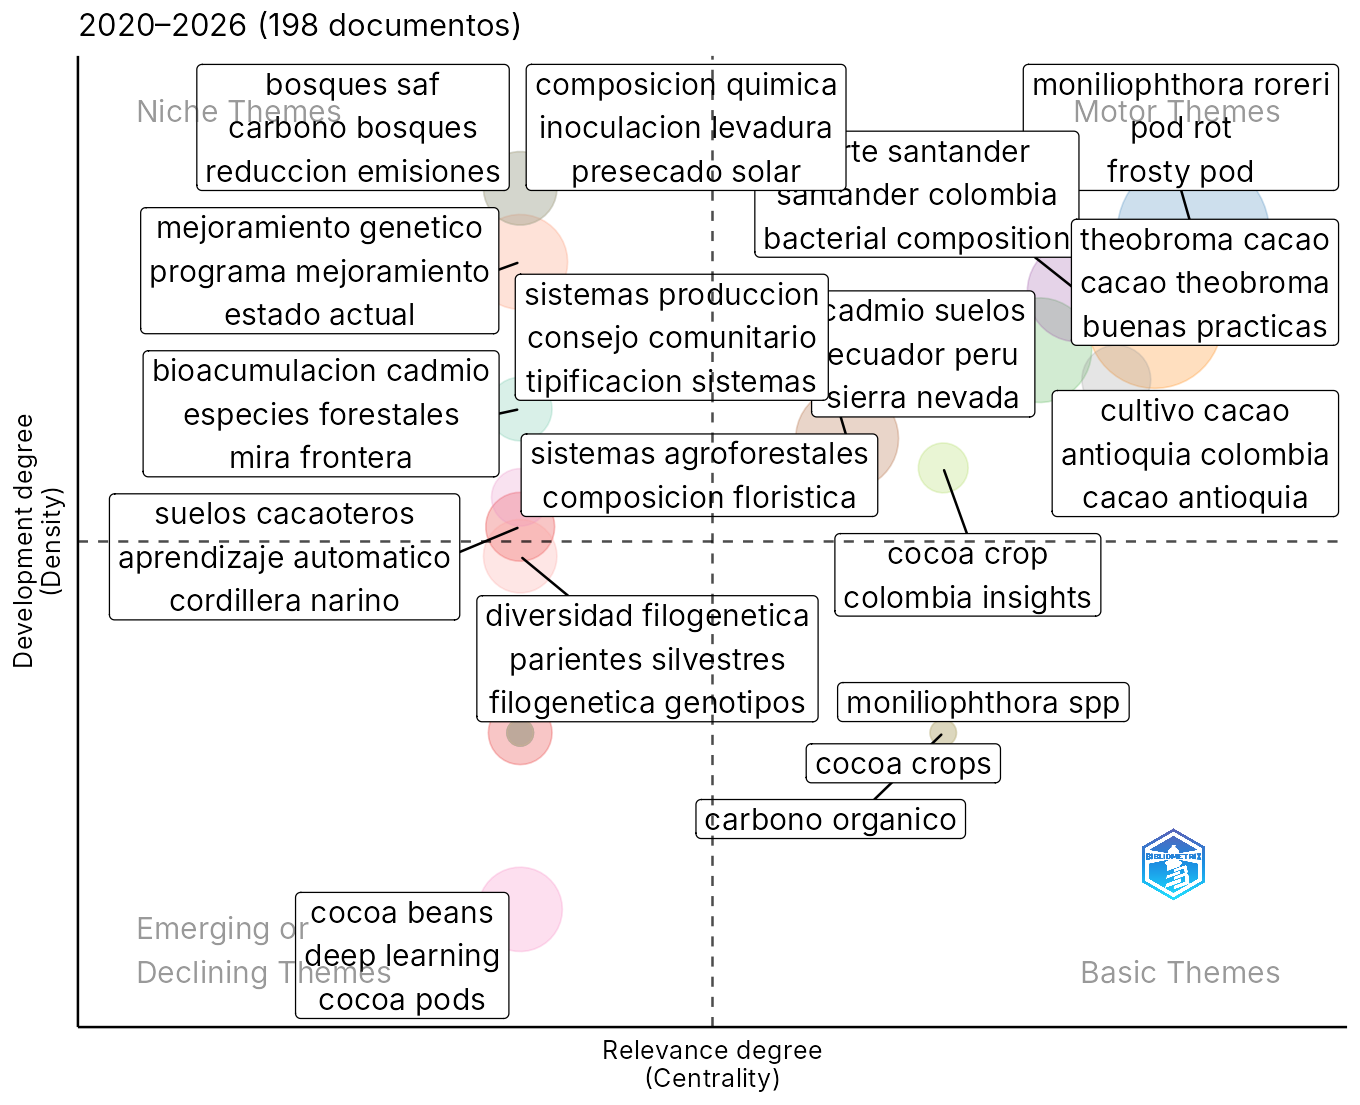 2020–2026 (198 documentos)
Niche Themes
Motor Themes
bosques saf
carbono bosques
reduccion emisiones
composicion quimica
inoculacion levadura
presecado solar
moniliophthora roreri
pod rot
frosty pod
rte santander
santander colombia
bacterial composition
mejoramiento genetico
programa mejoramiento
estado actual
theobroma cacao
cacao theobroma
buenas practicas
sistemas produccion
consejo comunitario
tipificacion sistemas
cadmio suelos
ecuador peru
sierra nevada
bioacumulacion cadmio
especies forestales
mira frontera
cultivo cacao
antioquia colombia
cacao antioquia
sistemas agroforestales
composicion floristica
suelos cacaoteros
aprendizaje automatico
cordillera narino
cocoa crop
colombia insights
diversidad filogenetica
parientes silvestres
filogenetica genotipos
moniliophthora spp
cocoa crops
carbono organico
BIBLIOMETRIX
cocoa beans
deep learning
cocoa pods
Emerging or
Declining Themes
Basic Themes
Development degree
(Density)
Relevance degree
(Centrality)